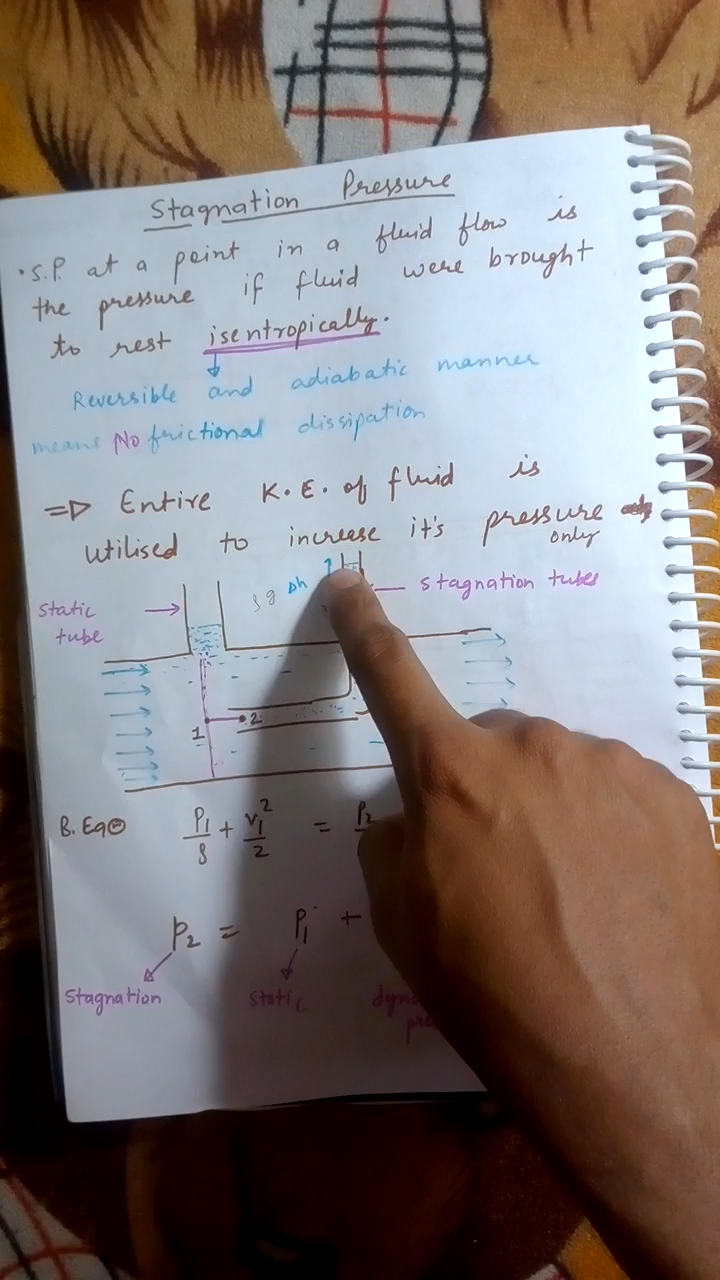 Stagnation Pressure
• S.P. at a point in a fluid flow is
the pressure if fluid were brought
to rest isentropically.
Reversible and adiabatic manner
means No frictional dissipation
⇒ Entire K.E. of fluid is
utilised to increase it's pressure
only
ρg Δh
stagnation tube
static
tube
1
2
B. Eq
P₁/ρ + v₁²/2 = P₂
P₂ = P₁ +
Stagnation static